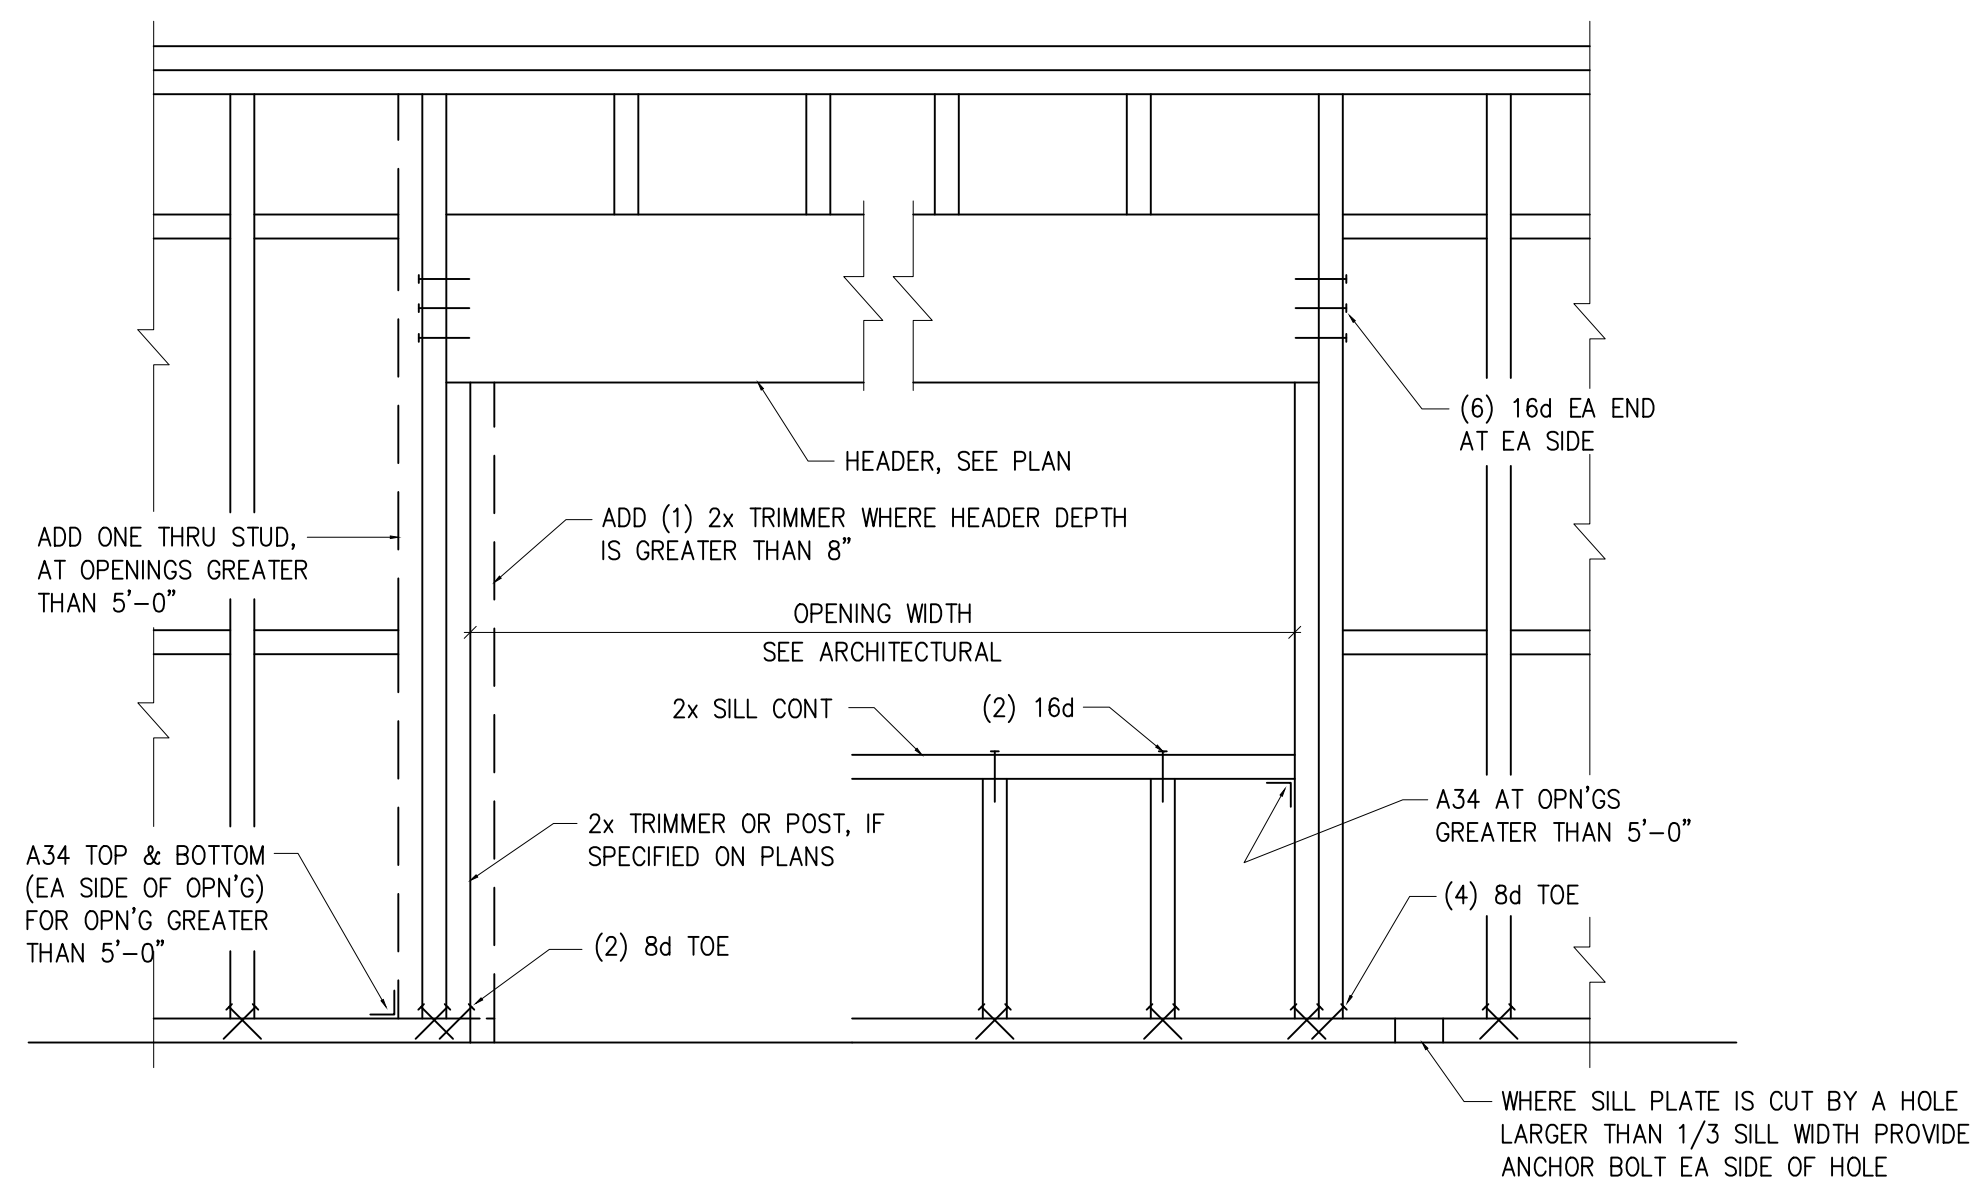 (6) 16d EA END
AT EA SIDE
HEADER, SEE PLAN
ADD (1) 2x TRIMMER WHERE HEADER DEPTH
IS GREATER THAN 8"
ADD ONE THRU STUD,
AT OPENINGS GREATER
THAN 5'-0"
OPENING WIDTH
SEE ARCHITECTURAL
2x SILL CONT
(2) 16d
A34 AT OPN'GS
GREATER THAN 5'-0"
2x TRIMMER OR POST, IF
SPECIFIED ON PLANS
A34 TOP & BOTTOM
(EA SIDE OF OPN'G)
FOR OPN'G GREATER
THAN 5'-0"
(4) 8d TOE
(2) 8d TOE
WHERE SILL PLATE IS CUT BY A HOLE
LARGER THAN 1/3 SILL WIDTH PROVIDE
ANCHOR BOLT EA SIDE OF HOLE